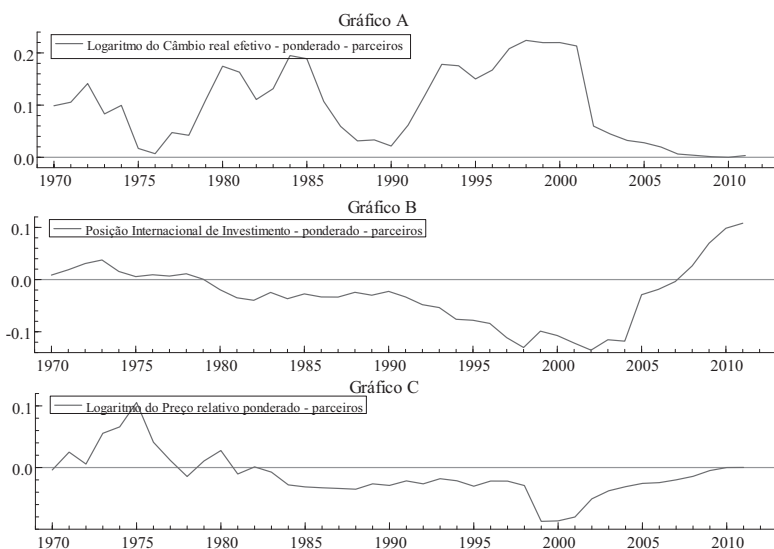 Gráfico A
Logaritmo do Câmbio real efetivo - ponderado - parceiros
0.2
0.1
0.0
1970 1975 1980 1985 1990 1995 2000 2005 2010
Gráfico B
Posição Internacional de Investimento - ponderado - parceiros
0.1
0.0
-0.1
1970 1975 1980 1985 1990 1995 2000 2005 2010
Gráfico C
Logaritmo do Preço relativo ponderado - parceiros
0.1
0.0
1970 1975 1980 1985 1990 1995 2000 2005 2010